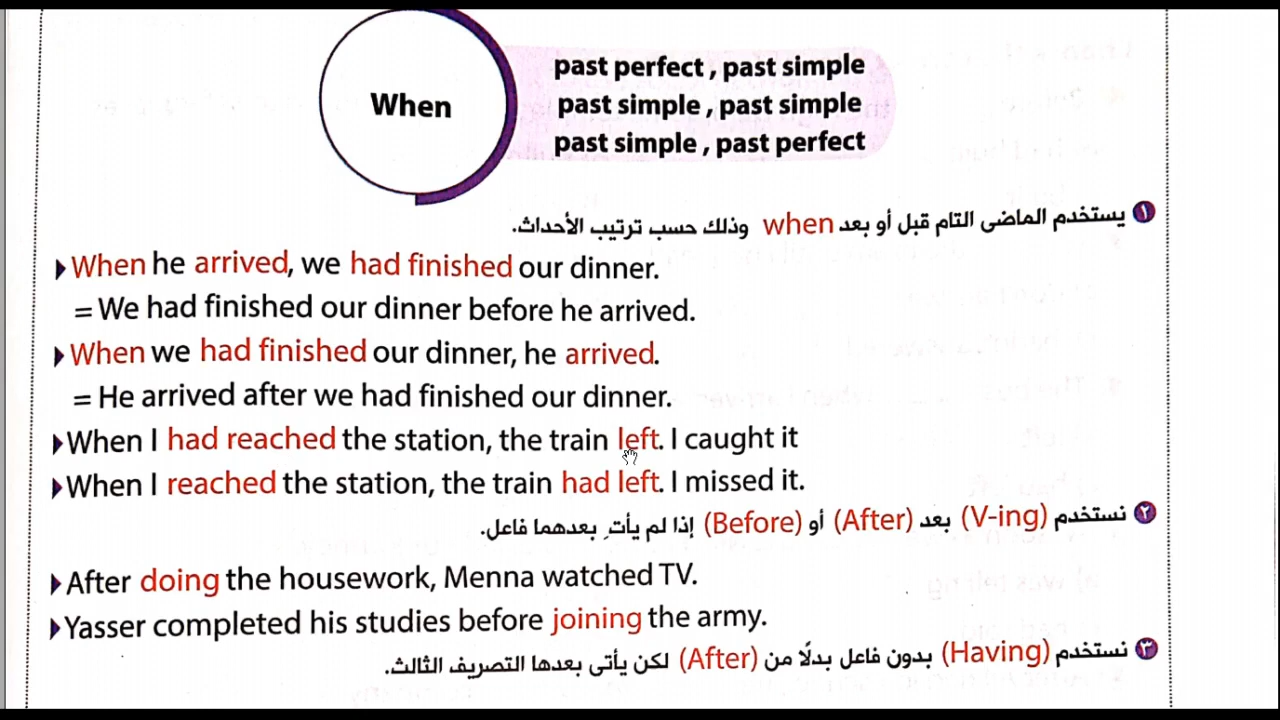 When
past perfect , past simple
past simple , past simple
past simple , past perfect
١ يستخدم الماضى التام قبل أو بعد when وذلك حسب ترتيب الأحداث.
When he arrived, we had finished our dinner.
= We had finished our dinner before he arrived.
When we had finished our dinner, he arrived.
= He arrived after we had finished our dinner.
When I had reached the station, the train left. I caught it
When I reached the station, the train had left. I missed it.
٢ نستخدم (V-ing) بعد (After) أو (Before) إذا لم يأتِ بعدهما فاعل.
After doing the housework, Menna watched TV.
Yasser completed his studies before joining the army.
٣ نستخدم (Having) بدون فاعل بدلًا من (After) لكن يأتى بعدها التصريف الثالث.